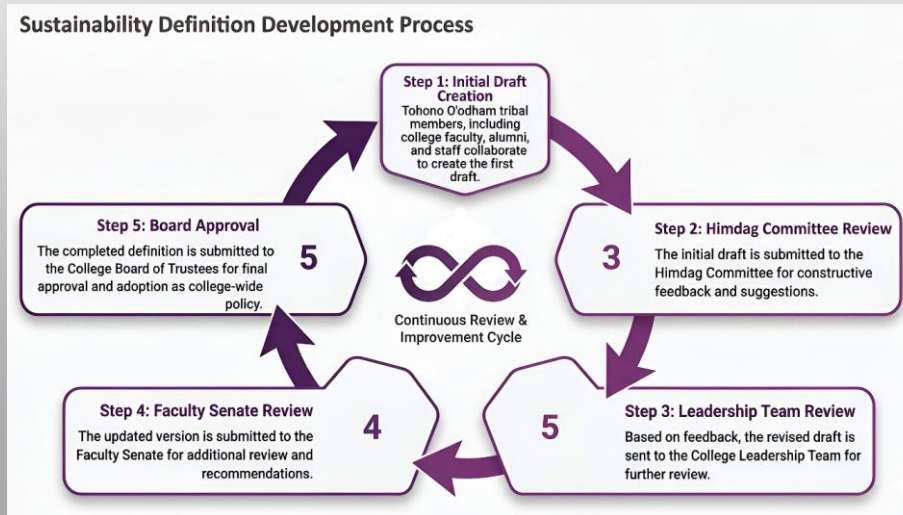 Sustainability Definition Development Process
Step 1: Initial Draft
Creation
Tohono O'odham tribal
members, including
college faculty, alumni,
and staff collaborate
to create the first
draft.
3
Step 2: Himdag Committee Review
The initial draft is submitted to the
Himdag Committee for constructive
feedback and suggestions.
5
Step 3: Leadership Team Review
Based on feedback, the revised draft is
sent to the College Leadership Team for
further review.
Step 4: Faculty Senate Review
The updated version is submitted to the
Faculty Senate for additional review and
recommendations.
4
Step 5: Board Approval
The completed definition is submitted to
the College Board of Trustees for final
approval and adoption as college-wide
policy.
5
Continuous Review &
Improvement Cycle